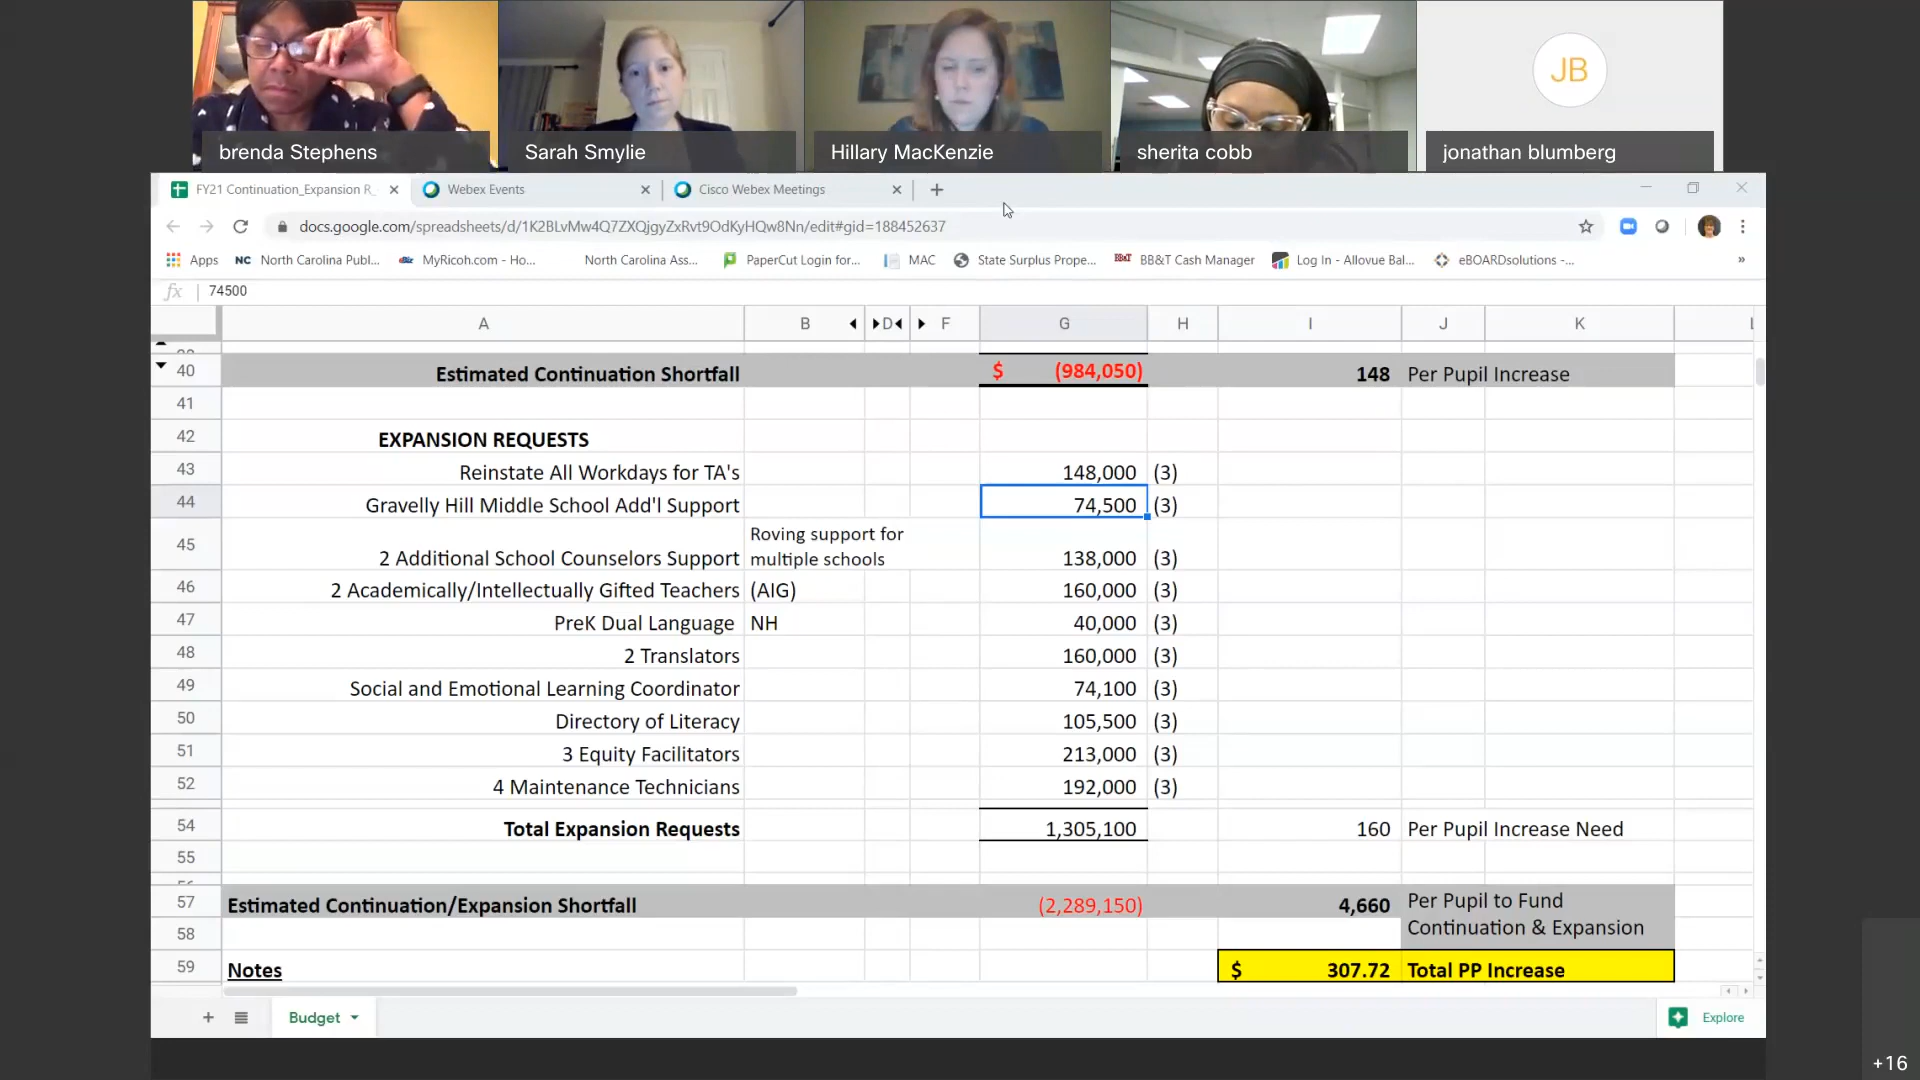 JB
brenda Stephens
Sarah Smylie
Hillary MacKenzie
sherita cobb
jonathan blumberg
FY21 Continuation_Expansion R
Webex Events
Cisco Webex Meetings
docs.google.com/spreadsheets/d/1K2BLvMw4Q7ZXQjgyZxRvt9OdKyHQw8Nn/edit#gid=188452637
Apps
NC North Carolina Publ...
MyRicoh.com - Ho...
North Carolina Ass...
PaperCut Login for...
MAC
State Surplus Prope...
BB&T BB&T Cash Manager
Log In - Allovue Bal...
eBOARDsolutions -...
»
fx 74500
A B D F G H I J K L
40 Estimated Continuation Shortfall $ (984,050) 148 Per Pupil Increase
41
42 EXPANSION REQUESTS
43 Reinstate All Workdays for TA's 148,000 (3)
44 Gravelly Hill Middle School Add'l Support 74,500 (3)
Roving support for
45 2 Additional School Counselors Support multiple schools 138,000 (3)
46 2 Academically/Intellectually Gifted Teachers (AIG) 160,000 (3)
47 PreK Dual Language NH 40,000 (3)
48 2 Translators 160,000 (3)
49 Social and Emotional Learning Coordinator 74,100 (3)
50 Directory of Literacy 105,500 (3)
51 3 Equity Facilitators 213,000 (3)
52 4 Maintenance Technicians 192,000 (3)
54 Total Expansion Requests 1,305,100 160 Per Pupil Increase Need
55
57 Estimated Continuation/Expansion Shortfall (2,289,150) 4,660 Per Pupil to Fund
58 Continuation & Expansion
59 Notes $ 307.72 Total PP Increase
+ Budget Explore
+16